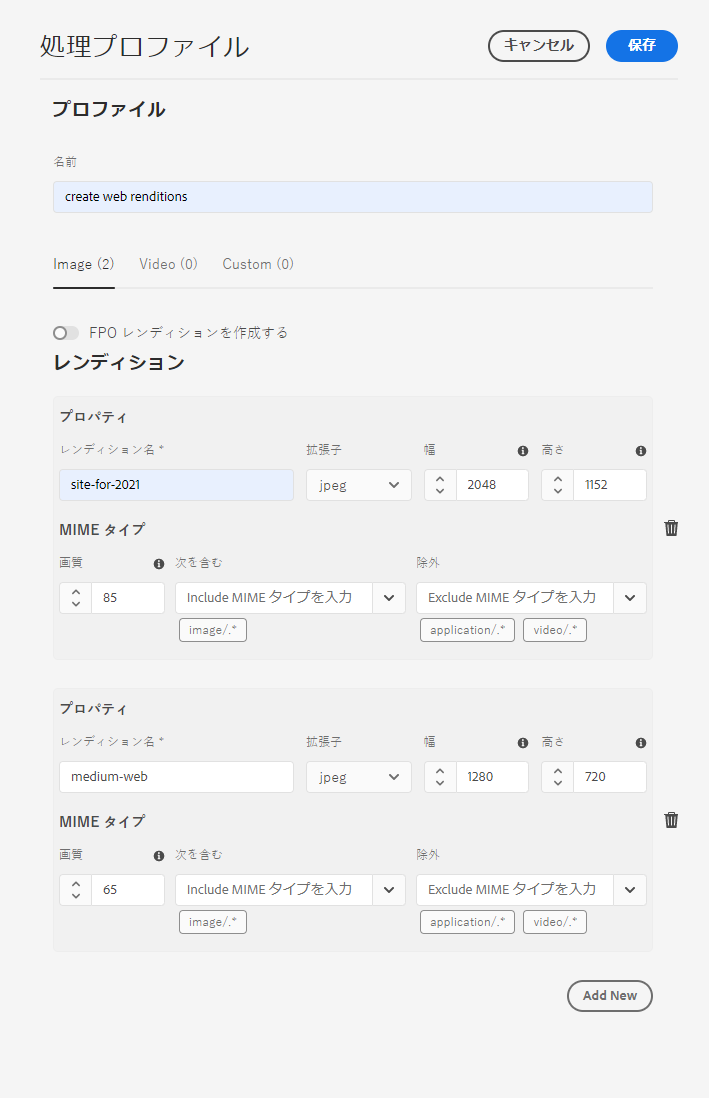 処理プロファイル キャンセル 保存
プロファイル
名前
create web renditions
Image (2) Video (0) Custom (0)
FPO レンディションを作成する
レンディション
プロパティ
レンディション名 * 拡張子 幅 高さ
site-for-2021 jpeg 2048 1152
MIME タイプ
画質 次を含む 除外
85 Include MIME タイプを入力 Exclude MIME タイプを入力
image/.* application/.* video/.*
プロパティ
レンディション名 * 拡張子 幅 高さ
medium-web jpeg 1280 720
MIME タイプ
画質 次を含む 除外
65 Include MIME タイプを入力 Exclude MIME タイプを入力
image/.* application/.* video/.*
Add New